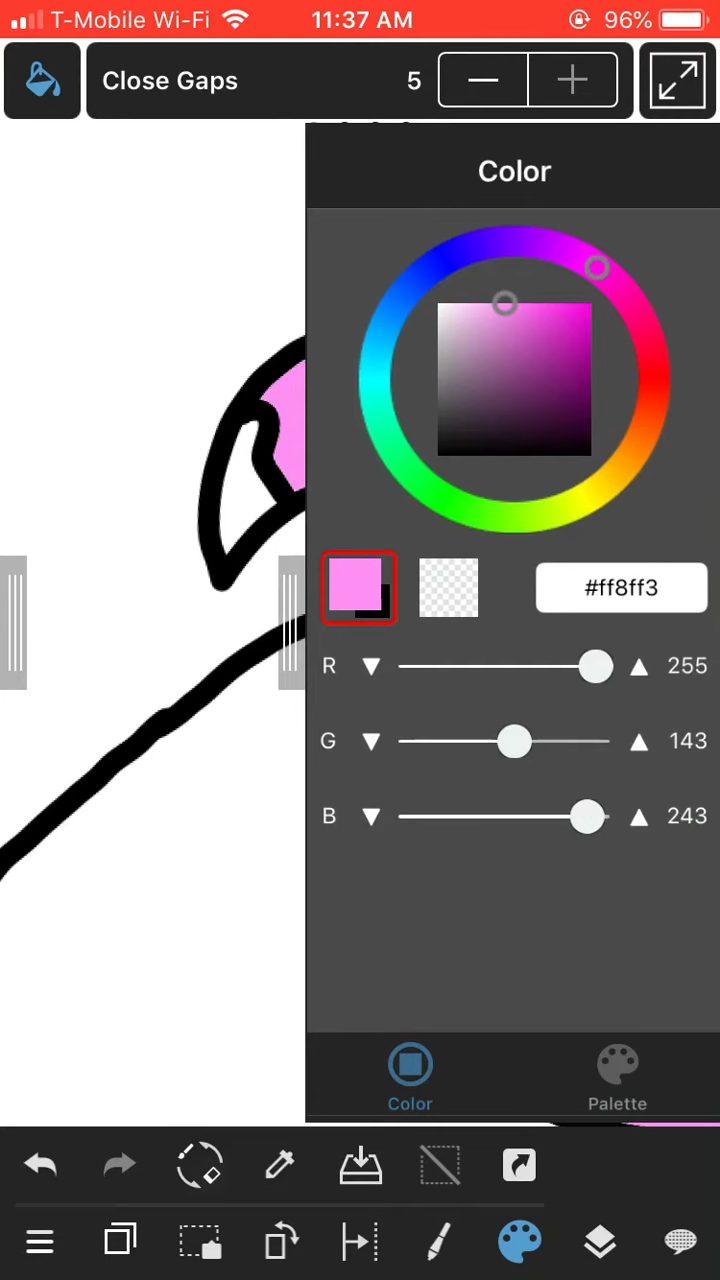 T-Mobile Wi-Fi 11:37 AM 96%
Close Gaps 5
Color
#ff8ff3
R 255
G 143
B 243
Color Palette